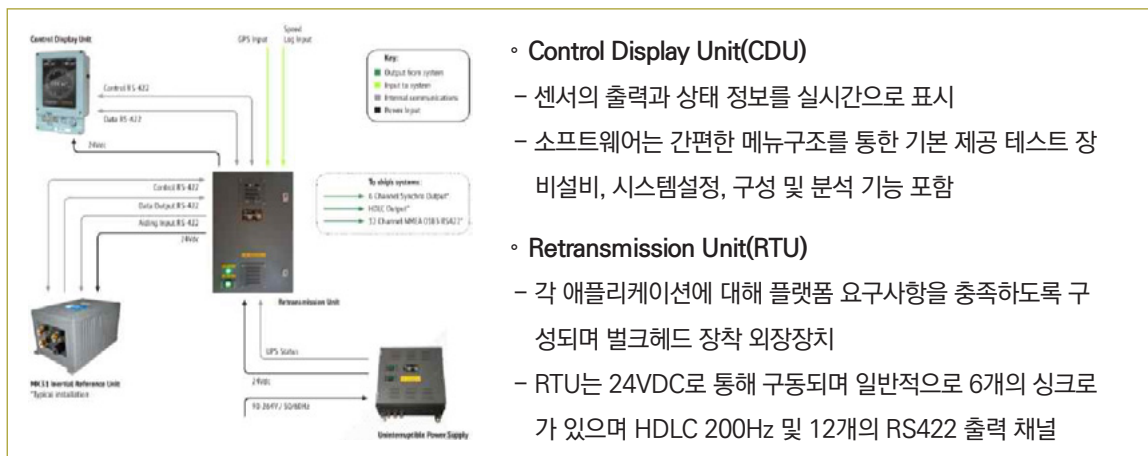 Control Display Unit
GPS Input
Speed
Log Input
Key:
Output from system
Input to system
Internal communications
Power Input
Control RS-422
Data RS-422
24Vdc
Control RS-422
Data Output RS-422
Aiding Input RS-422
24Vdc
To ship's systems:
6 Channel Synchro Output*
HDLC Output*
12 Channel NMEA 0183 RS422*
Retransmission Unit
MK31 Inertial Reference Unit
*Typical installation
UPS Status
24Vdc
90-264V / 50/60Hz
Uninterruptible Power Supply
◦ Control Display Unit(CDU)
- 센서의 출력과 상태 정보를 실시간으로 표시
- 소프트웨어는 간편한 메뉴구조를 통한 기본 제공 테스트 장
비설비, 시스템설정, 구성 및 분석 기능 포함
◦ Retransmission Unit(RTU)
- 각 애플리케이션에 대해 플랫폼 요구사항을 충족하도록 구
성되며 벌크헤드 장착 외장장치
- RTU는 24VDC로 통해 구동되며 일반적으로 6개의 싱크로
가 있으며 HDLC 200Hz 및 12개의 RS422 출력 채널